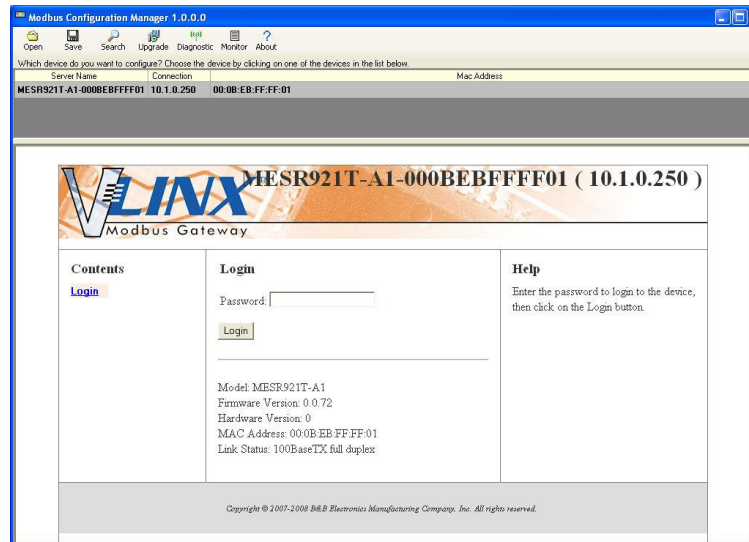 Modbus Configuration Manager 1.0.0.0
Open Save Search Upgrade Diagnostic Monitor About
Which device do you want to configure? Choose the device by clicking on one of the devices in the list below.
Server Name Connection Mac Address
MESR921T-A1-000BEBFFFF01 10.1.0.250 00:0B:EB:FF:FF:01
VLINX
Modbus Gateway
MESR921T-A1-000BEBFFFF01 ( 10.1.0.250 )
Contents
Login
Login
Password:
Login
Model: MESR921T-A1
Firmware Version: 0.0.72
Hardware Version: 0
MAC Address: 00:0B:EB:FF:FF:01
Link Status: 100BaseTX full duplex
Help
Enter the password to login to the device,
then click on the Login button.
Copyright © 2007-2008 B&B Electronics Manufacturing Company, Inc. All rights reserved.